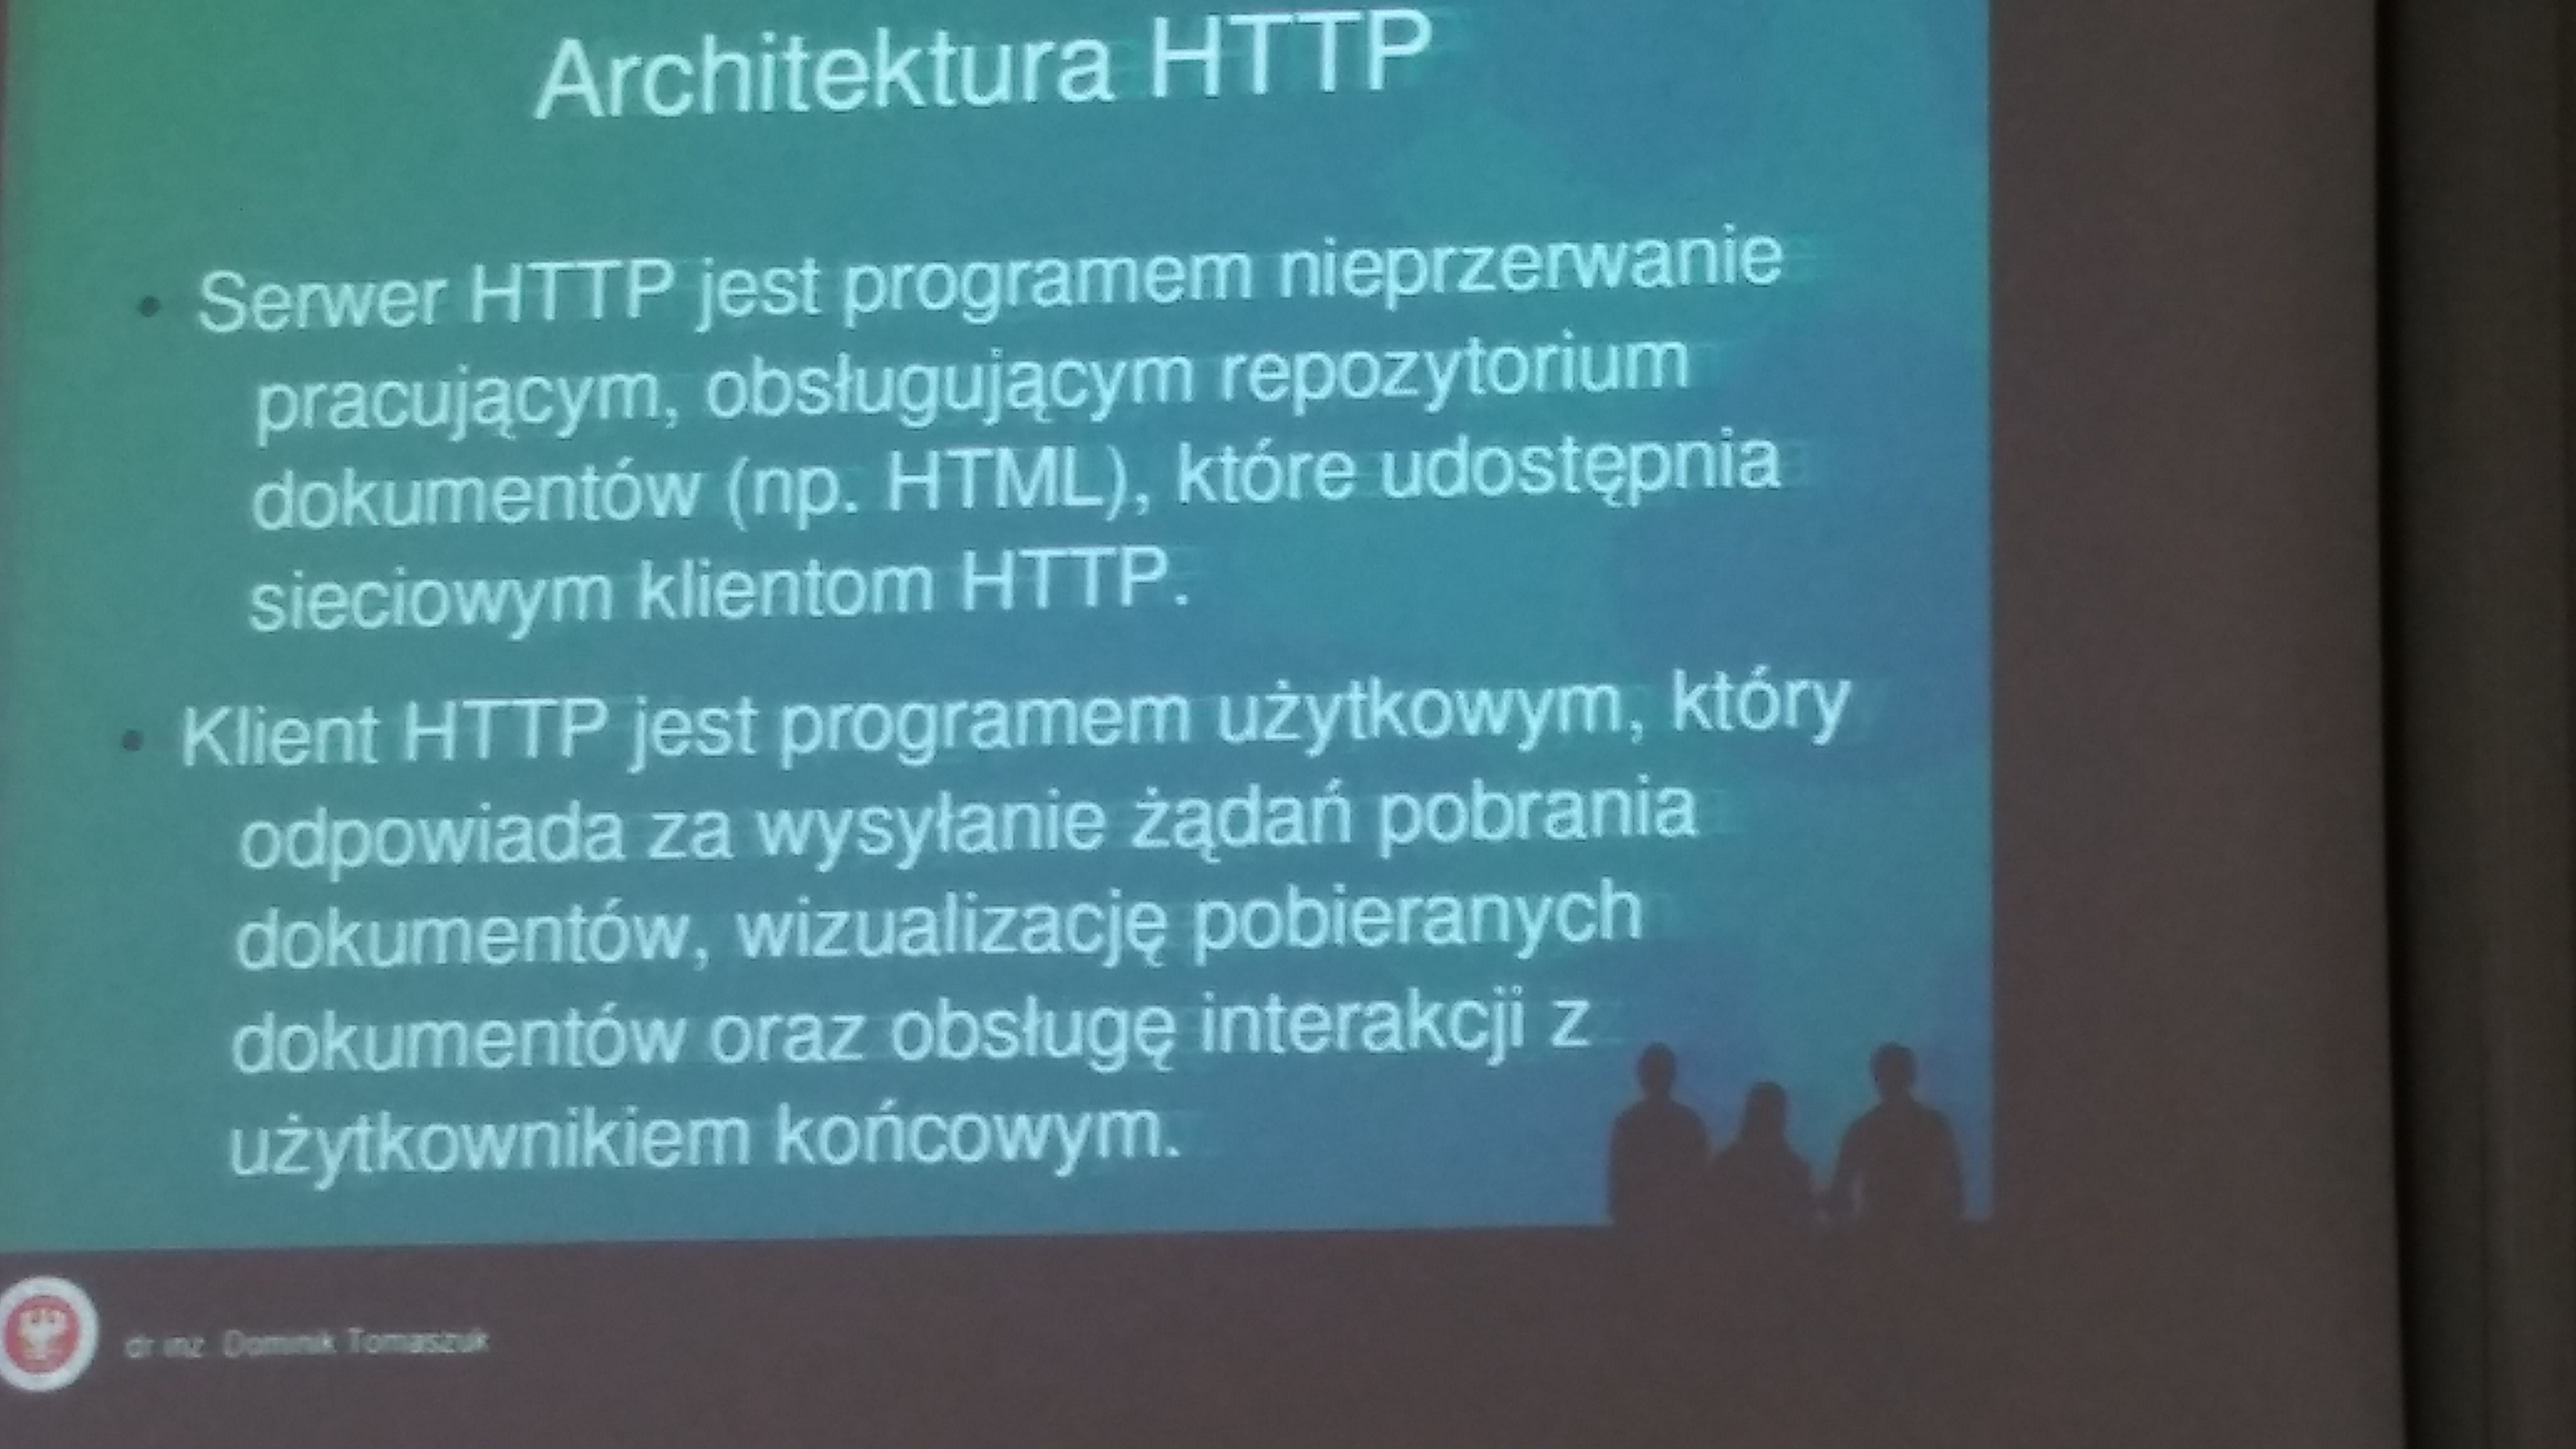 Architektura HTTP
• Serwer HTTP jest programem nieprzerwanie
pracującym, obsługującym repozytorium
dokumentów (np. HTML), które udostępnia
sieciowym klientom HTTP.
• Klient HTTP jest programem użytkowym, który
odpowiada za wysyłanie żądań pobrania
dokumentów, wizualizację pobieranych
dokumentów oraz obsługę interakcji z
użytkownikiem końcowym.
dr inż. Dominik Tomaszuk